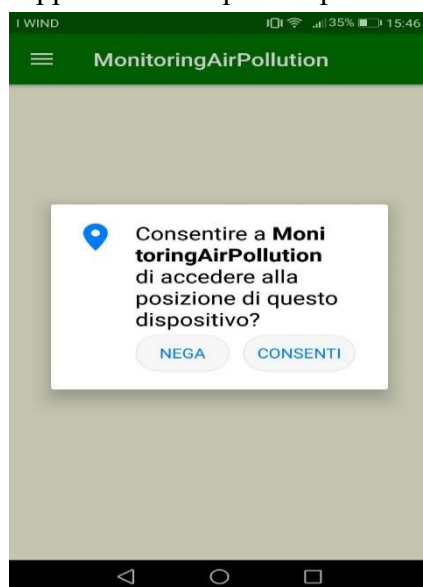 I WIND 35% 15:46
MonitoringAirPollution
Consentire a Moni
toringAirPollution
di accedere alla
posizione di questo
dispositivo?
NEGA CONSENTI